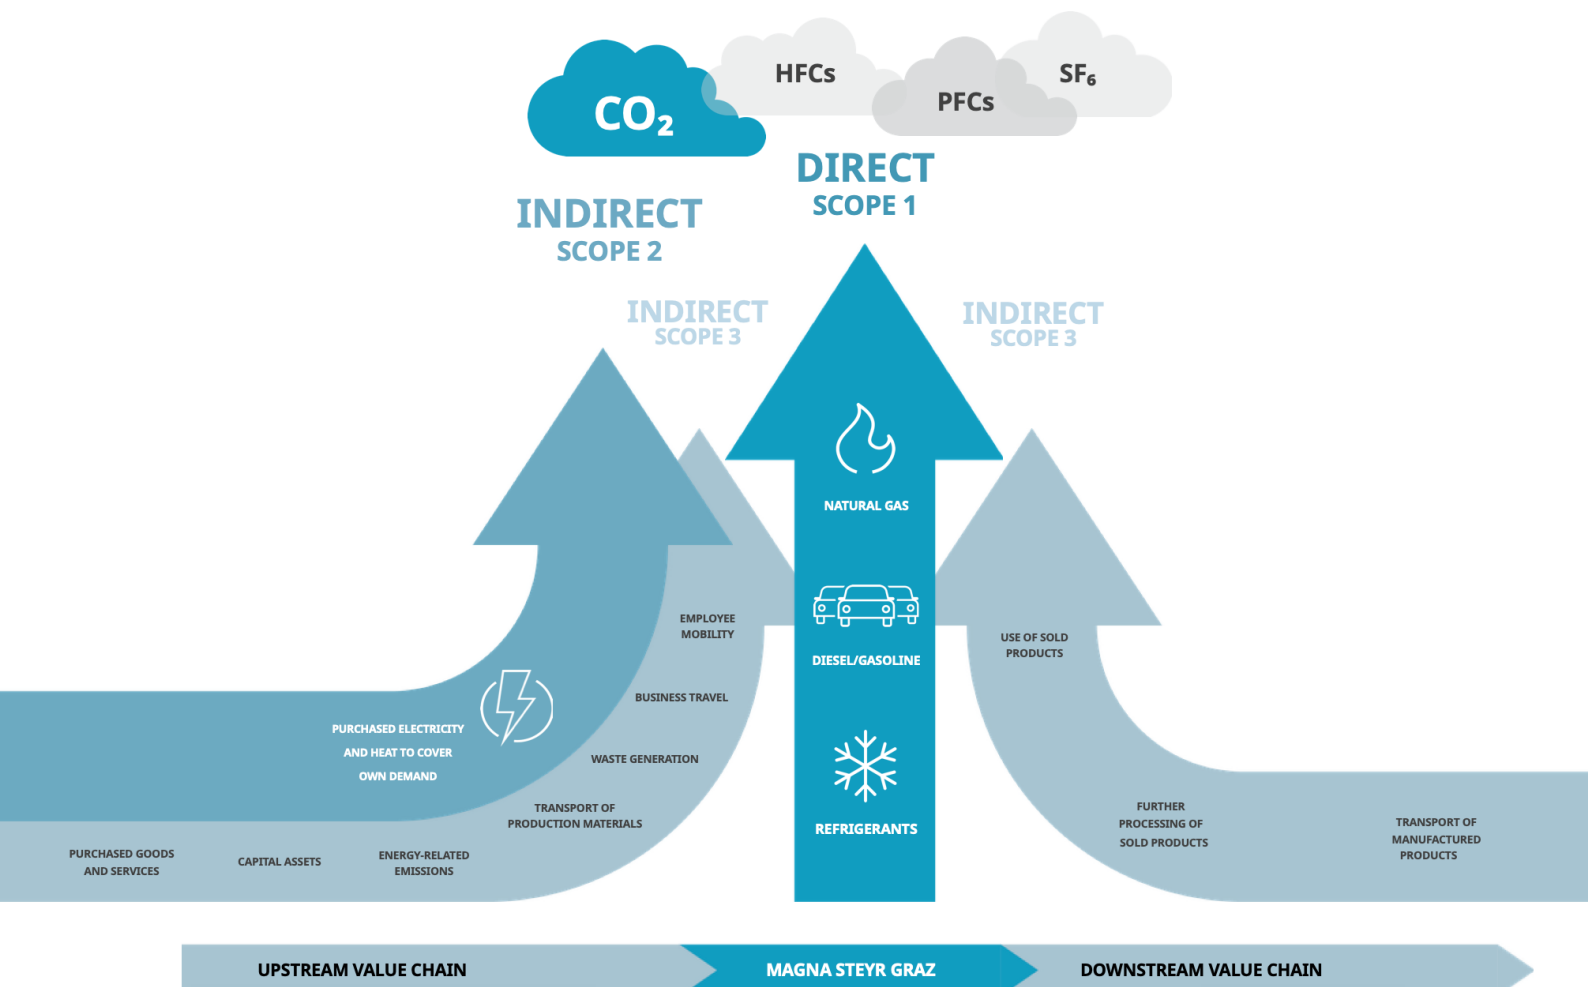 CO₂
HFCs
PFCs
SF₆
DIRECT
SCOPE 1
INDIRECT
SCOPE 2
INDIRECT
SCOPE 3
INDIRECT
SCOPE 3
NATURAL GAS
DIESEL/GASOLINE
REFRIGERANTS
PURCHASED ELECTRICITY
AND HEAT TO COVER
OWN DEMAND
EMPLOYEE
MOBILITY
BUSINESS TRAVEL
WASTE GENERATION
TRANSPORT OF
PRODUCTION MATERIALS
ENERGY-RELATED
EMISSIONS
CAPITAL ASSETS
PURCHASED GOODS
AND SERVICES
USE OF SOLD
PRODUCTS
FURTHER
PROCESSING OF
SOLD PRODUCTS
TRANSPORT OF
MANUFACTURED
PRODUCTS
UPSTREAM VALUE CHAIN
MAGNA STEYR GRAZ
DOWNSTREAM VALUE CHAIN